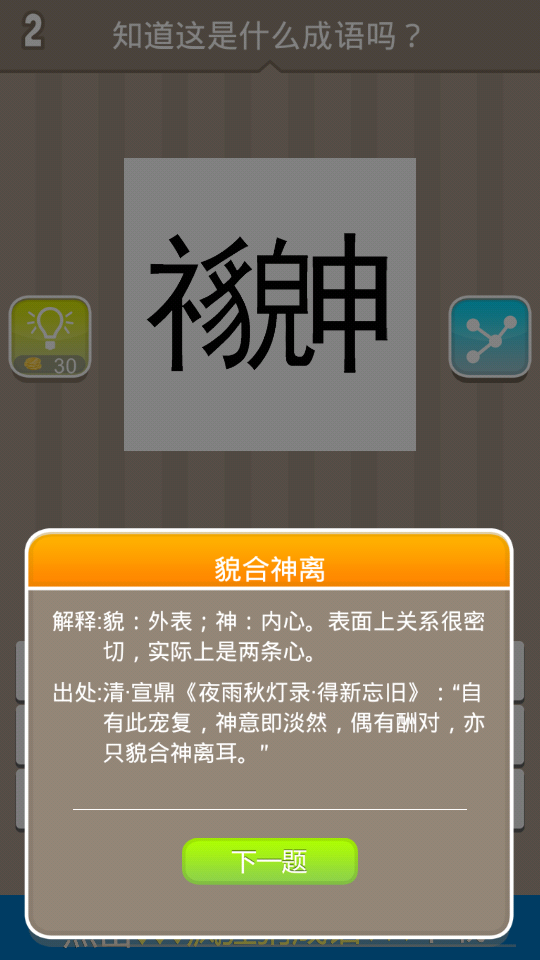 2
知道这是什么成语吗？
礻貌申
30
貌合神离
解释:貌：外表；神：内心。表面上关系很密
切，实际上是两条心。
出处:清·宣鼎《夜雨秋灯录·得新忘旧》：“自
有此宠复，神意即淡然，偶有酬对，亦
只貌合神离耳。”
下一题